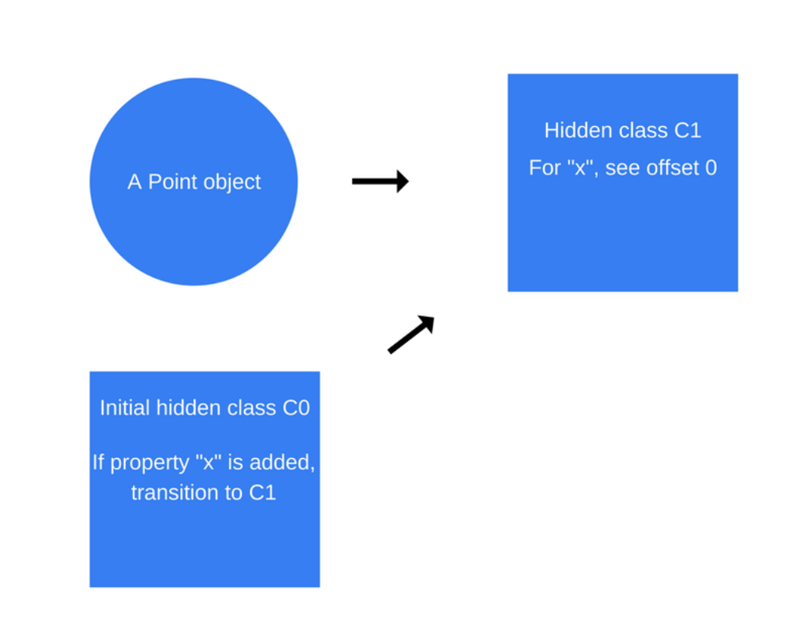 A Point object
Hidden class C1
For "x", see offset 0
Initial hidden class C0
If property "x" is added,
transition to C1